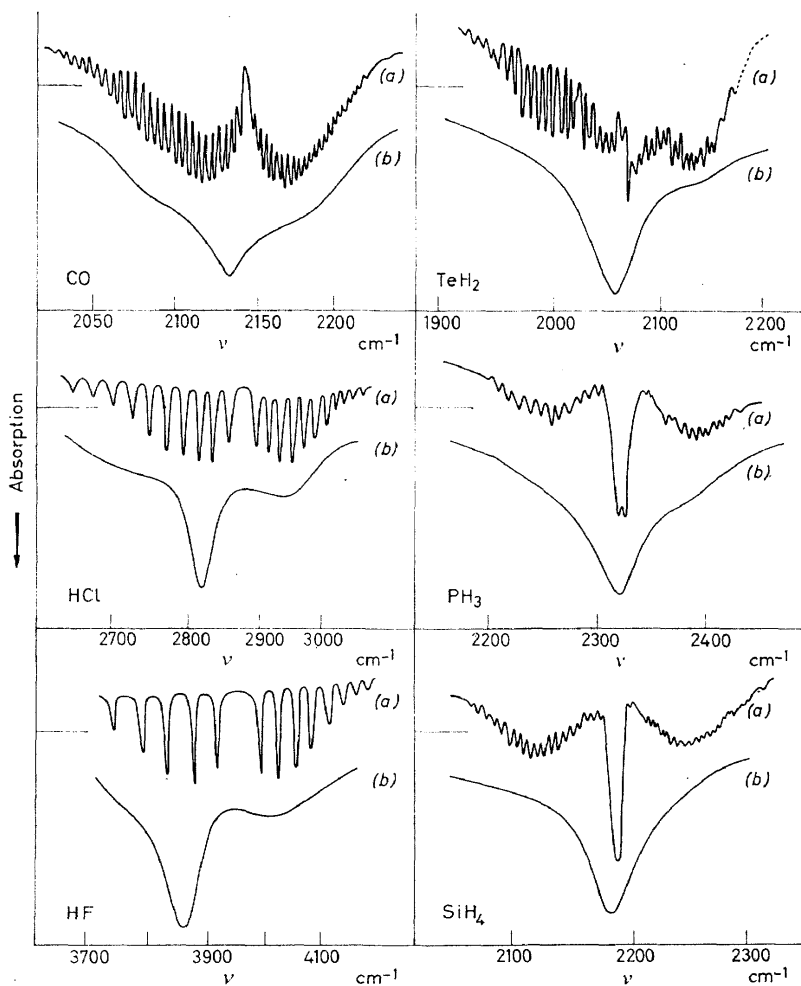 Absorption
(a)
(b)
CO
2050 2100 2150 2200
ν cm⁻¹
(a)
(b)
TeH₂
1900 2000 2100 2200
ν cm⁻¹
(a)
(b)
HCl
2700 2800 2900 3000
ν cm⁻¹
(a)
(b)
PH₃
2200 2300 2400
ν cm⁻¹
(a)
(b)
HF
3700 3900 4100
ν cm⁻¹
(a)
(b)
SiH₄
2100 2200 2300
ν cm⁻¹